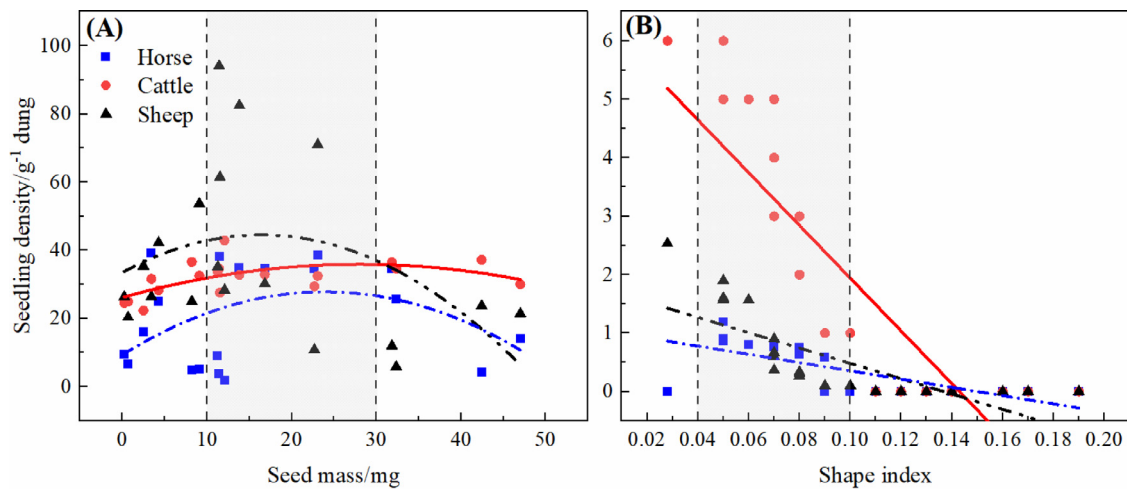 (A)
Horse
Cattle
Sheep
100
80
60
40
20
0
0 10 20 30 40 50
Seedling density/g⁻¹ dung
Seed mass/mg
(B)
6
5
4
3
2
1
0
0.02 0.04 0.06 0.08 0.10 0.12 0.14 0.16 0.18 0.20
Shape index